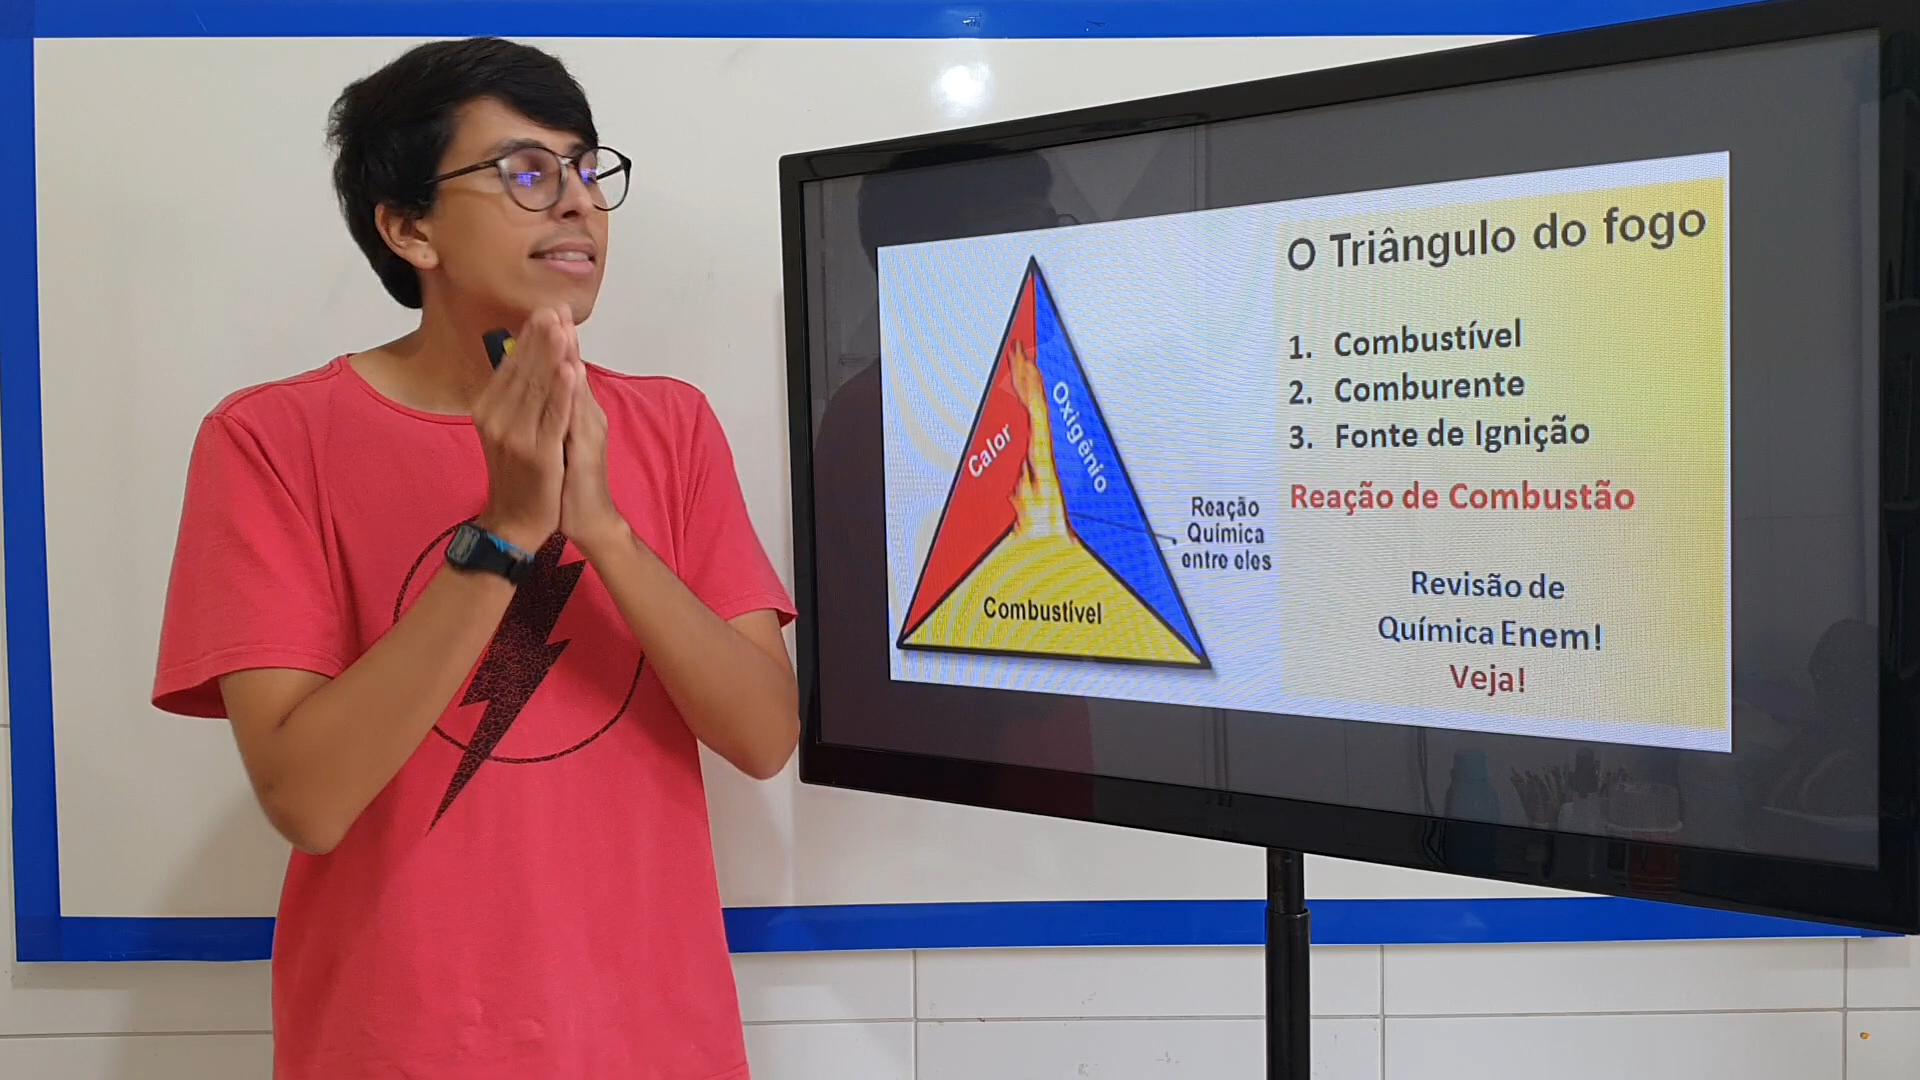 O Triângulo do fogo
1. Combustível
2. Comburente
3. Fonte de Ignição
Reação de Combustão
Revisão de
Química Enem!
Veja!
Calor
Oxigênio
Combustível
Reação
Química
entre eles